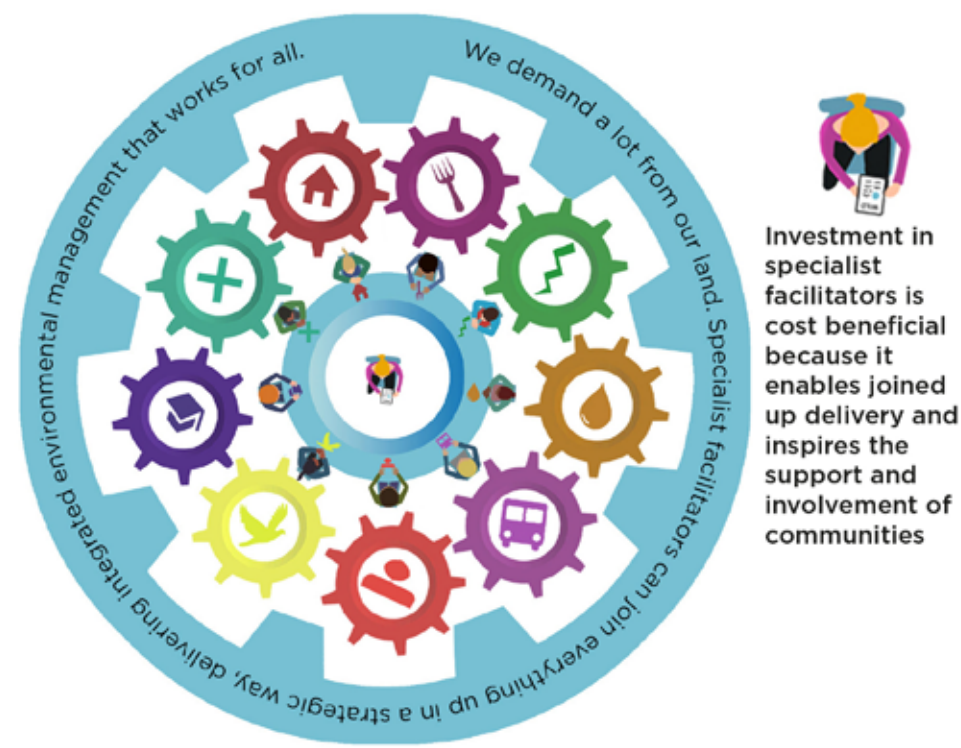 We demand a lot from our land. Specialist facilitators can join everything up in a strategic way, delivering integrated environmental management that works for all.
Investment in
specialist
facilitators is
cost beneficial
because it
enables joined
up delivery and
inspires the
support and
involvement of
communities